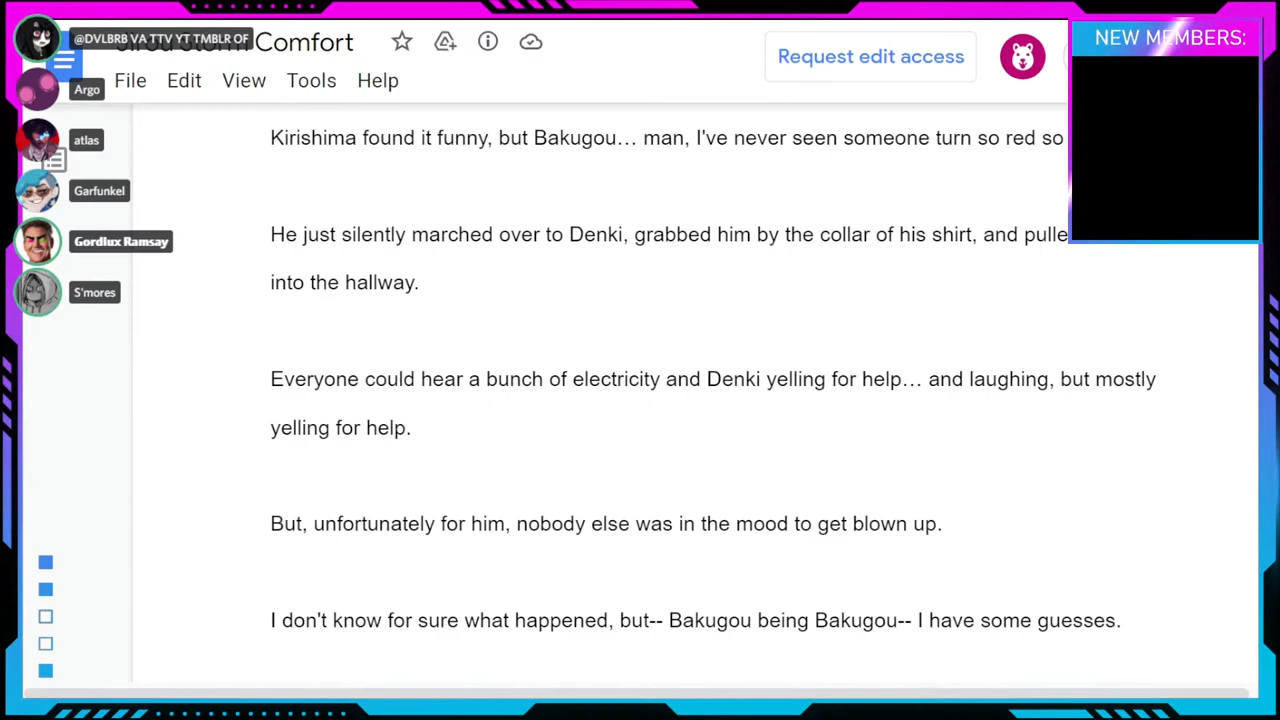 @DVLBRB VA TTV YT TMBLR OF
Comfort
Request edit access
NEW MEMBERS:
File Edit View Tools Help
Argo
atlas
Garfunkel
Gordlux Ramsay
S'mores
Kirishima found it funny, but Bakugou… man, I've never seen someone turn so red so
He just silently marched over to Denki, grabbed him by the collar of his shirt, and pulle
into the hallway.
Everyone could hear a bunch of electricity and Denki yelling for help… and laughing, but mostly
yelling for help.
But, unfortunately for him, nobody else was in the mood to get blown up.
I don't know for sure what happened, but-- Bakugou being Bakugou-- I have some guesses.